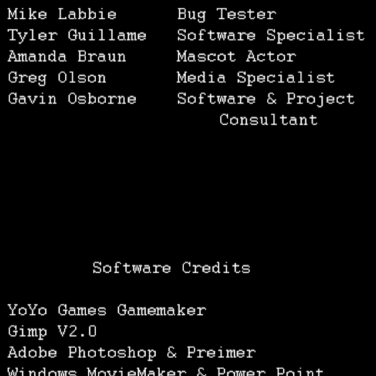 Mike Labbie Bug Tester
Tyler Guillame Software Specialist
Amanda Braun Mascot Actor
Greg Olson Media Specialist
Gavin Osborne Software & Project
Consultant
Software Credits
YoYo Games Gamemaker
Gimp V2.0
Adobe Photoshop & Preimer
Windows MovieMaker & Power Point